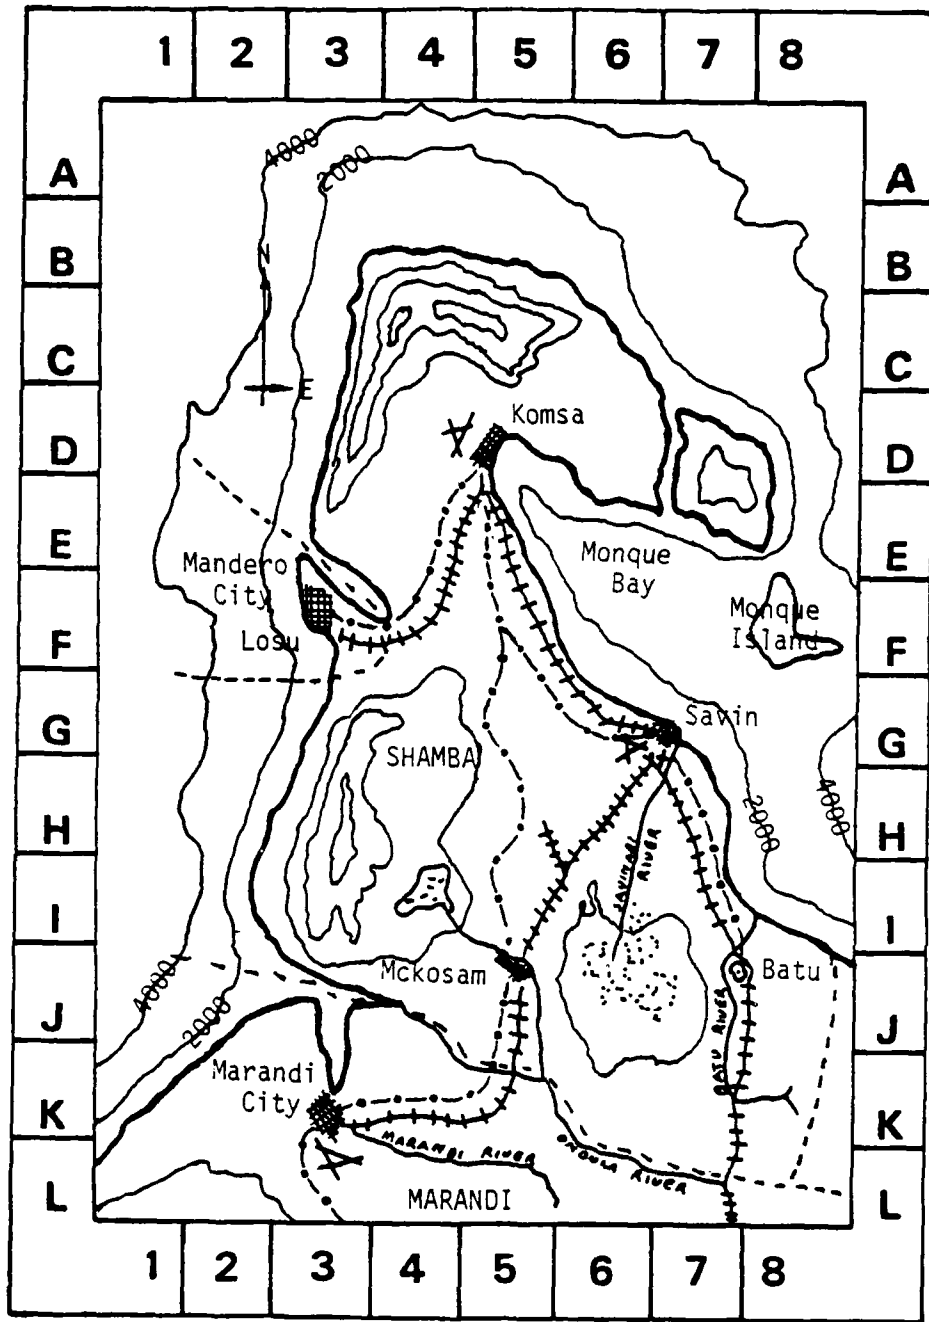 1 2 3 4 5 6 7 8
A A
4000
2000
B B
N
C C
E
Komsa
D D
E E
Mandero
City
Monque
Bay
Monque
Island
F F
Losu
Savin
G G
SHAMBA
2000
4000
H H
RIVER
I I
Mckosam
Batu
4000
2000
J J
BATU RIVER
Marandi
City
K K
MARANDI RIVER
RIVER
L L
MARANDI
1 2 3 4 5 6 7 8